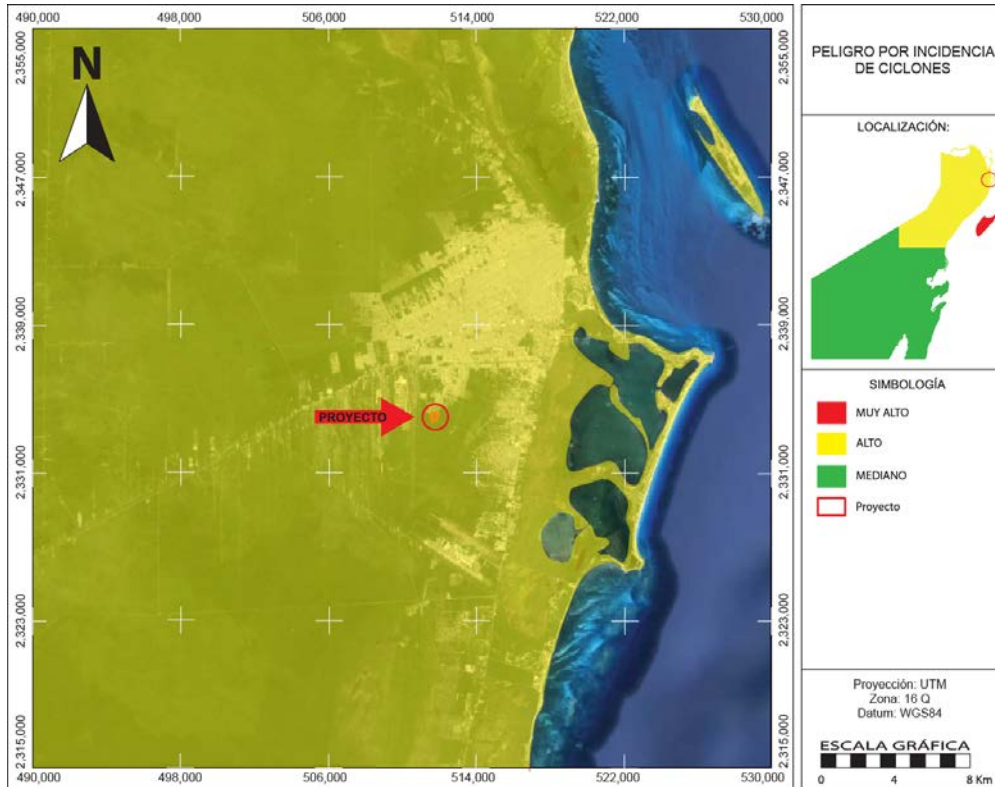 490,000 498,000 506,000 514,000 522,000 530,000
2,355,000 2,355,000
N
2,347,000 2,347,000
2,339,000 2,339,000
PROYECTO
2,331,000 2,331,000
2,323,000 2,323,000
2,315,000 2,315,000
490,000 498,000 506,000 514,000 522,000 530,000
PELIGRO POR INCIDENCIA
DE CICLONES
LOCALIZACIÓN:
SIMBOLOGÍA
MUY ALTO
ALTO
MEDIANO
Proyecto
Proyección: UTM
Zona: 16 Q
Datum: WGS84
ESCALA GRÁFICA
0 4 8 Km